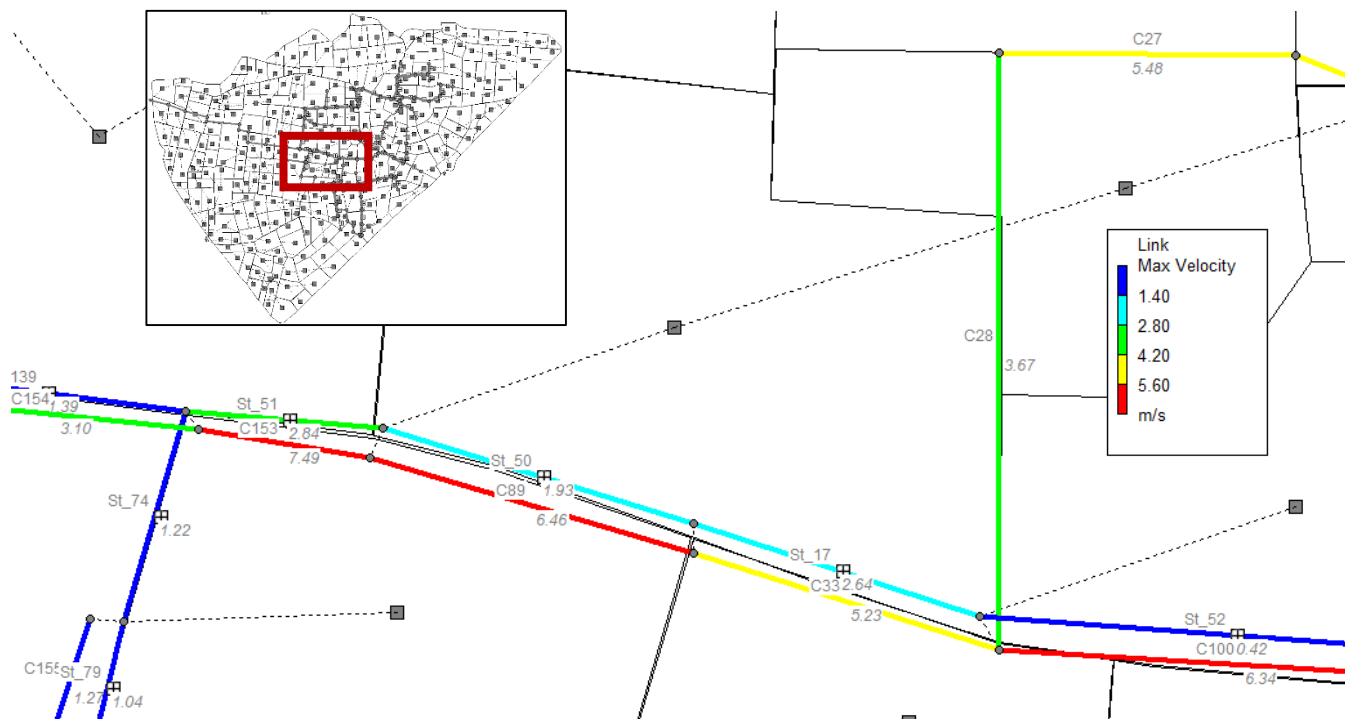 C27
5.48
Link
Max Velocity
1.40
2.80
4.20
5.60
m/s
C28
3.67
139
C154
1.39
3.10
St_51
C153
2.84
7.49
St_50
C89
1.93
6.46
St_74
1.22
St_17
C33
2.64
5.23
St_52
C100
0.42
6.34
St_79
1.27
1.04